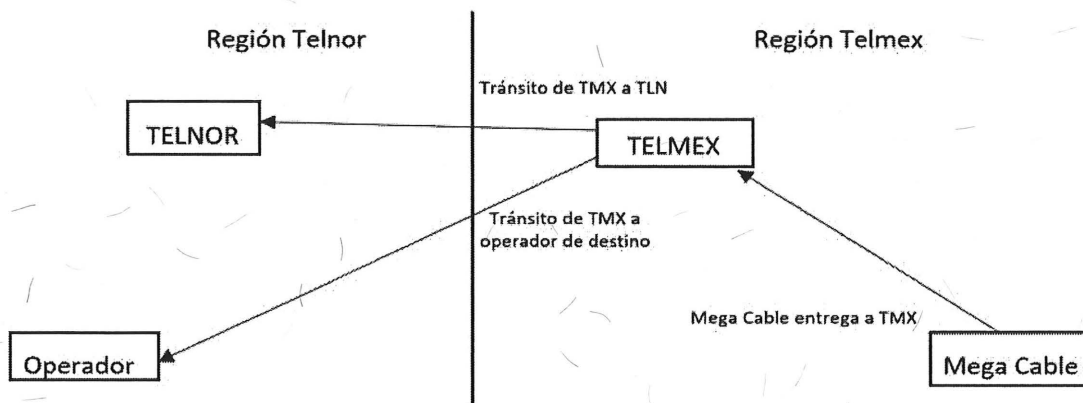 Región Telnor
Región Telmex
Tránsito de TMX a TLN
TELNOR
TELMEX
Tránsito de TMX a
operador de destino
Mega Cable entrega a TMX
Operador
Mega Cable